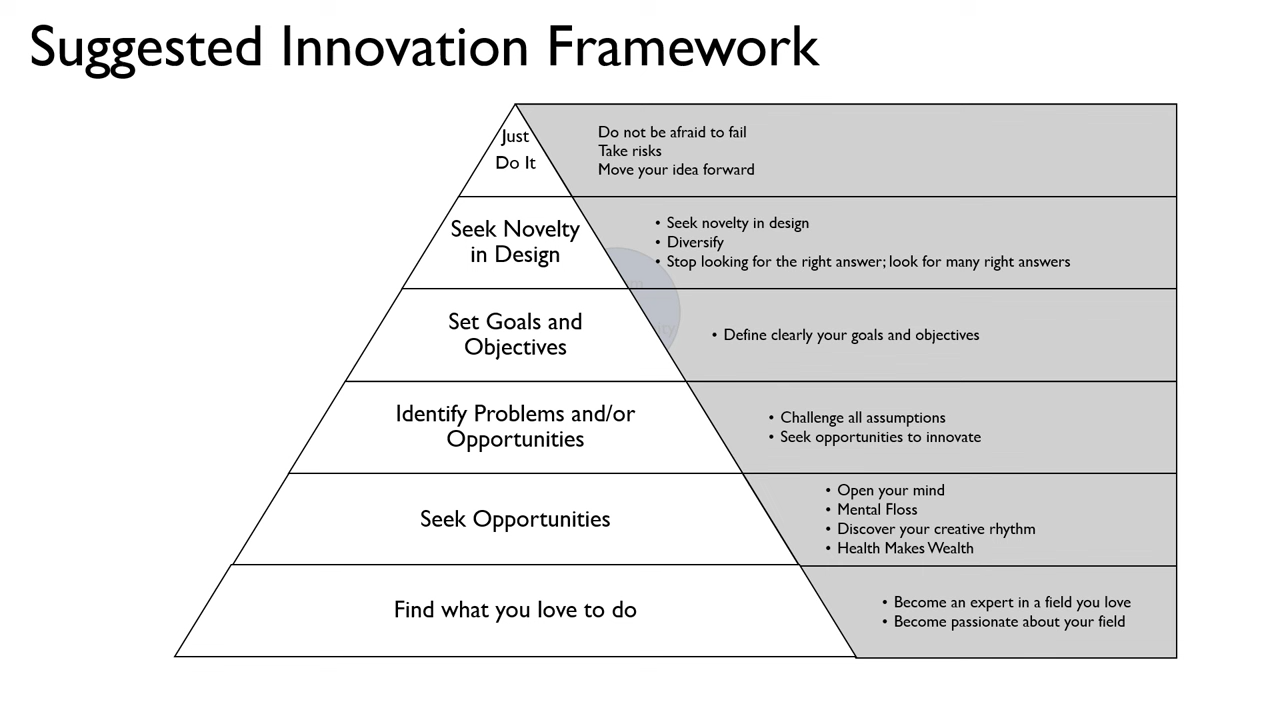 Suggested Innovation Framework
Just
Do It
Do not be afraid to fail
Take risks
Move your idea forward
Seek Novelty
in Design
• Seek novelty in design
• Diversify
• Stop looking for the right answer; look for many right answers
Set Goals and
Objectives
• Define clearly your goals and objectives
Identify Problems and/or
Opportunities
• Challenge all assumptions
• Seek opportunities to innovate
Seek Opportunities
• Open your mind
• Mental Floss
• Discover your creative rhythm
• Health Makes Wealth
Find what you love to do
• Become an expert in a field you love
• Become passionate about your field